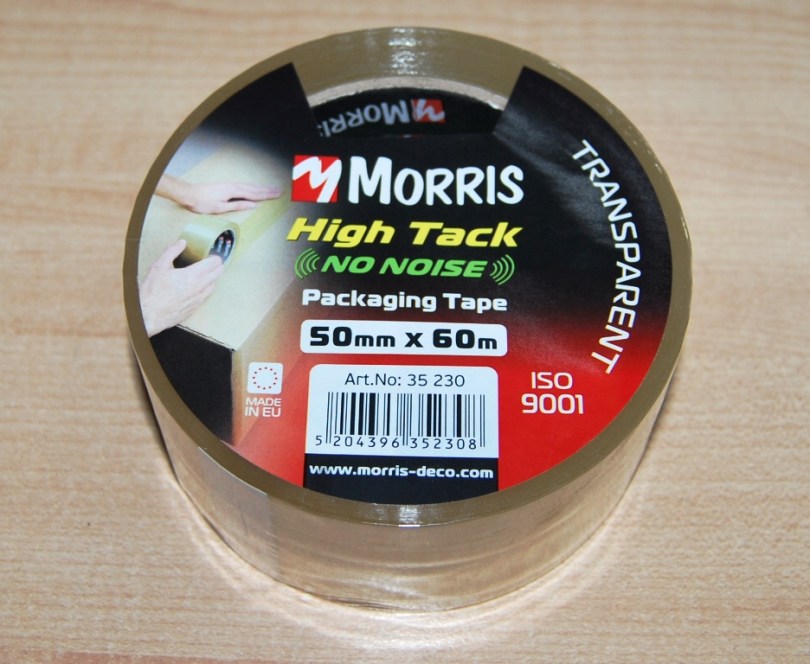 MORRIS
MORRIS
High Tack
NO NOISE
Packaging Tape
50mm x 60m
TRANSPARENT
MADE
IN EU
Art.No: 35 230
5 204396 352308
www.morris-deco.com
ISO
9001